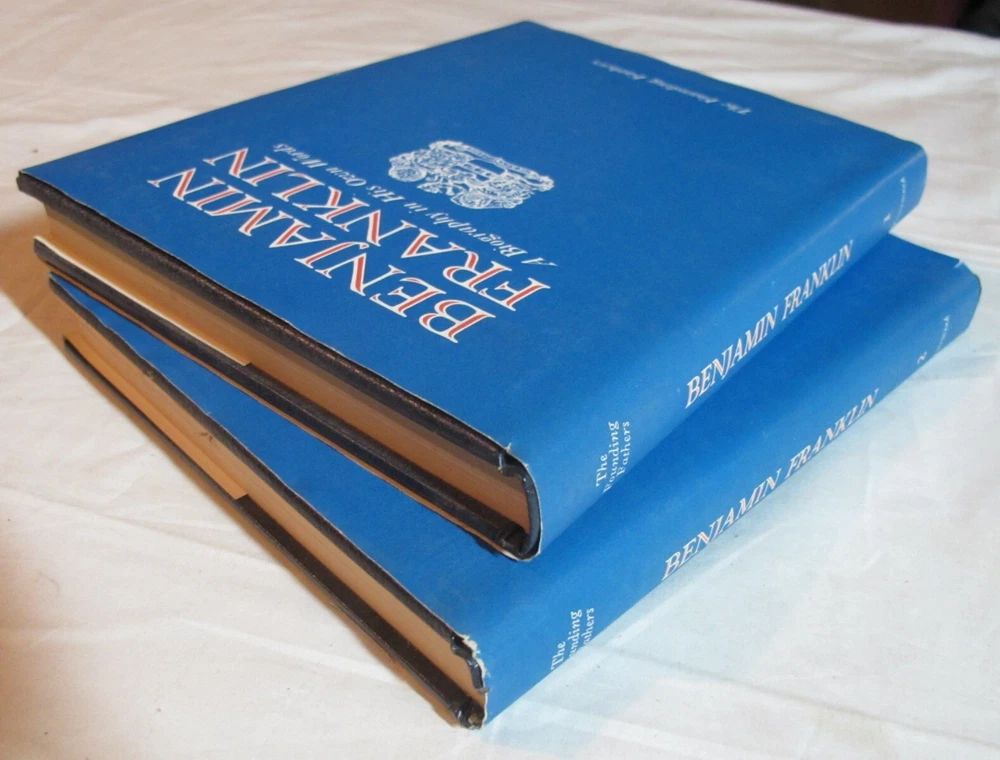 The Founding Fathers
BENJAMIN
FRANKLIN
A Biography in His Own Words
The
Founding
Fathers
BENJAMIN FRANKLIN
1
The
Founding
Fathers
BENJAMIN FRANKLIN
2